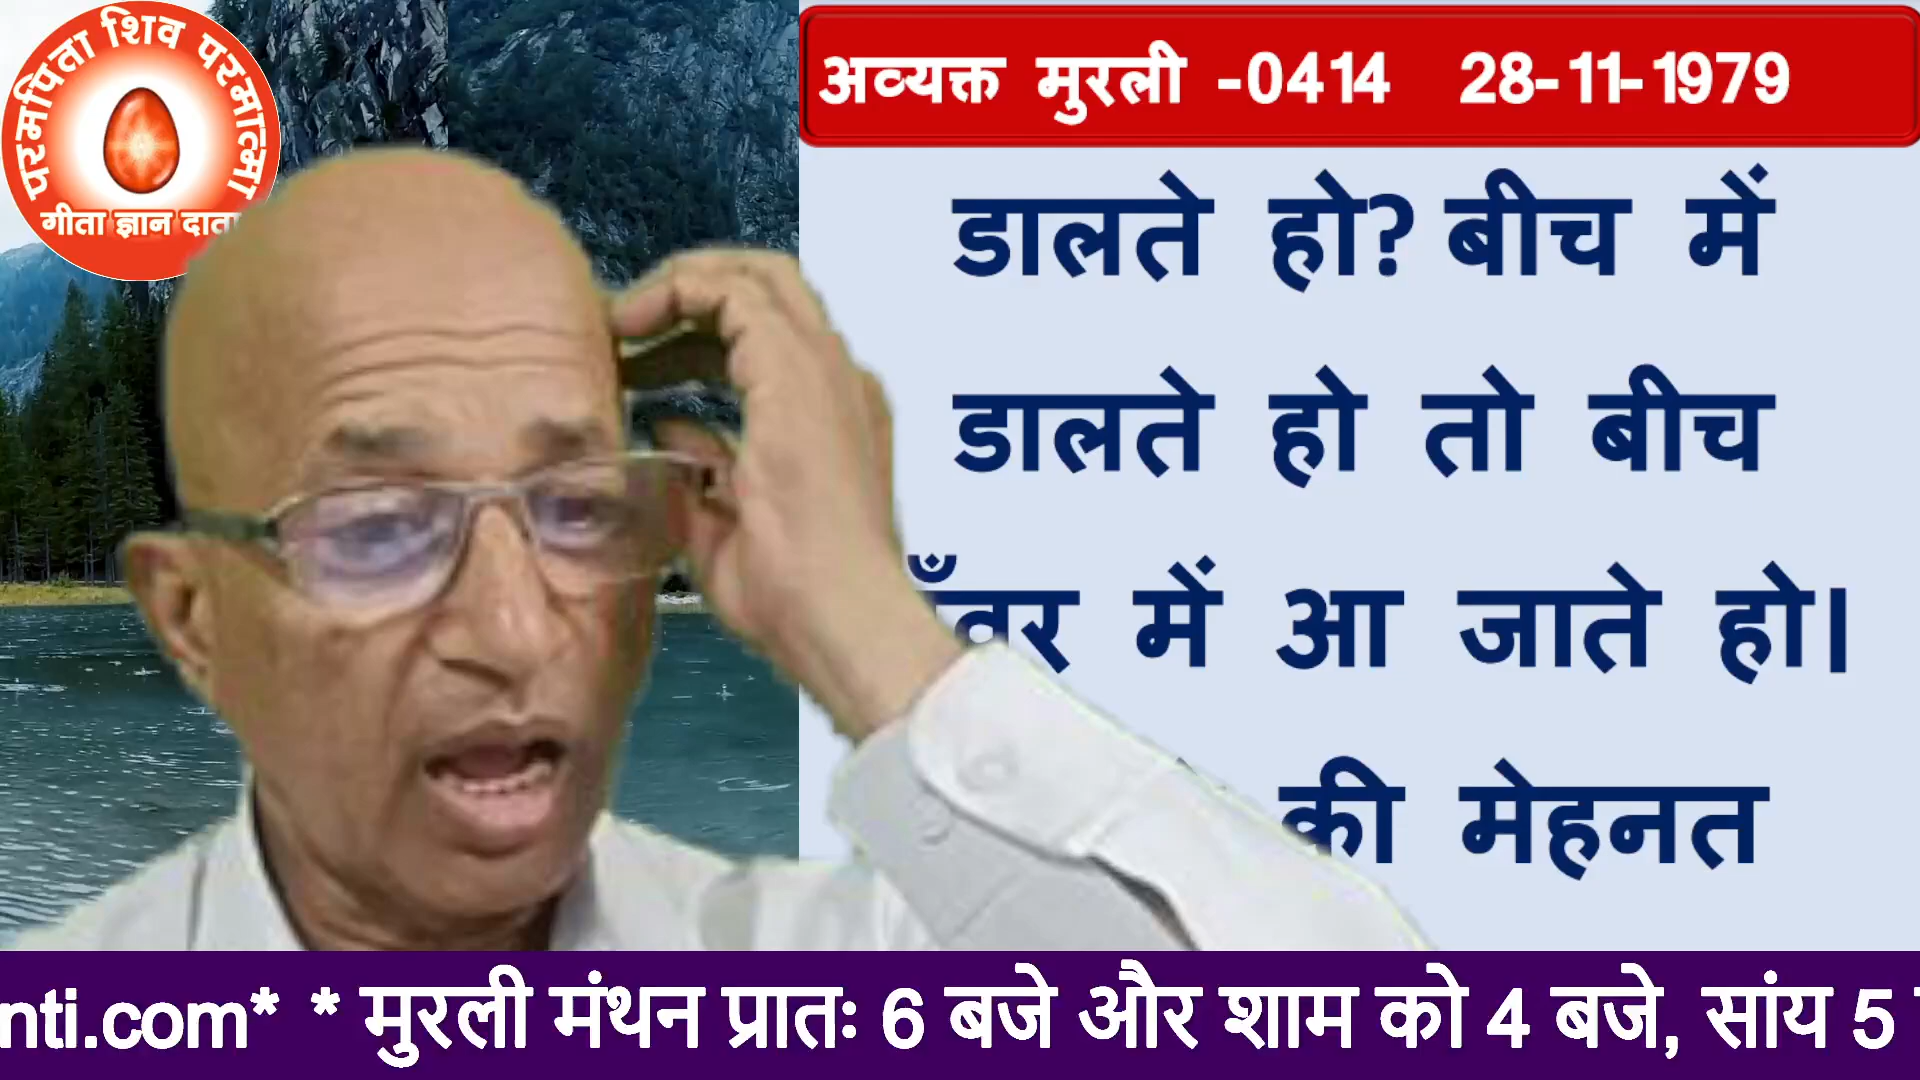 परमपिता शिव परमात्मा
गीता ज्ञान दाता
अव्यक्त मुरली -0414 28-11-1979
डालते हो? बीच में
डालते हो तो बीच
में आ जाते हो।
की मेहनत
nti.com* * मुरली मंथन प्रातः 6 बजे और शाम को 4 बजे, सांय 5